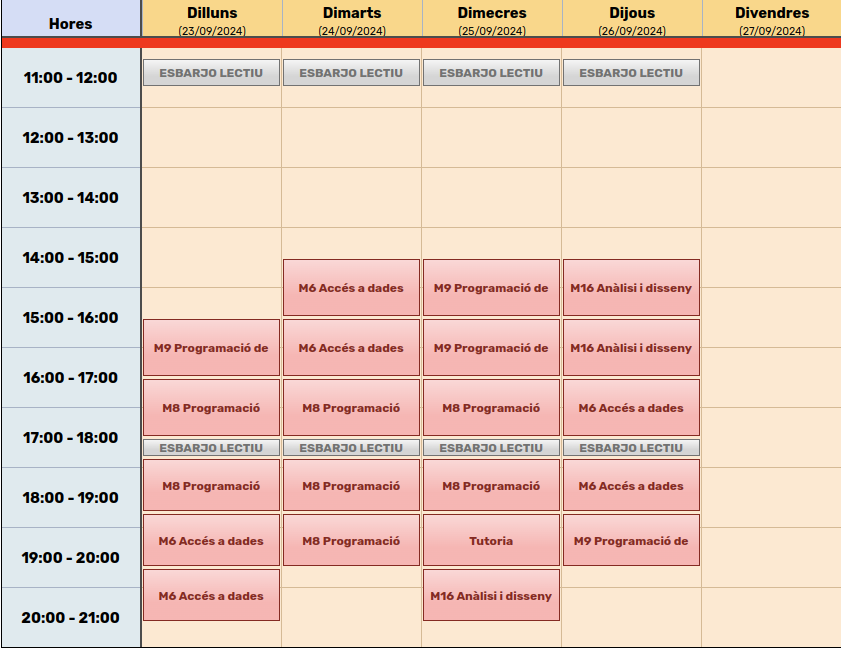 Hores
Dilluns
(23/09/2024)
Dimarts
(24/09/2024)
Dimecres
(25/09/2024)
Dijous
(26/09/2024)
Divendres
(27/09/2024)
11:00 - 12:00
ESBARJO LECTIU
ESBARJO LECTIU
ESBARJO LECTIU
ESBARJO LECTIU
12:00 - 13:00
13:00 - 14:00
14:00 - 15:00
M6 Accés a dades
M9 Programació de
M16 Anàlisi i disseny
15:00 - 16:00
M9 Programació de
M6 Accés a dades
M9 Programació de
M16 Anàlisi i disseny
16:00 - 17:00
M8 Programació
M8 Programació
M8 Programació
M6 Accés a dades
17:00 - 18:00
ESBARJO LECTIU
ESBARJO LECTIU
ESBARJO LECTIU
ESBARJO LECTIU
M8 Programació
M8 Programació
M8 Programació
M6 Accés a dades
18:00 - 19:00
M6 Accés a dades
M8 Programació
Tutoria
M9 Programació de
19:00 - 20:00
M6 Accés a dades
M16 Anàlisi i disseny
20:00 - 21:00